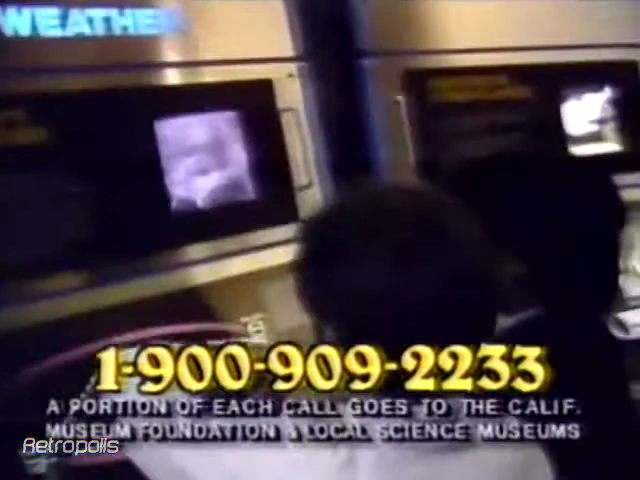 WEATHER
1-900-909-2233
A PORTION OF EACH CALL GOES TO THE CALIF.
MUSEUM FOUNDATION & LOCAL SCIENCE MUSEUMS
Retropolis